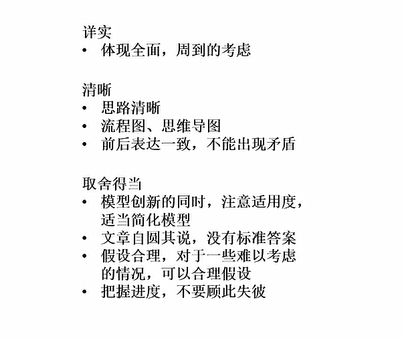 详实
• 体现全面，周到的考虑
清晰
• 思路清晰
• 流程图、思维导图
• 前后表达一致，不能出现矛盾
取舍得当
• 模型创新的同时，注意适用度，
适当简化模型
• 文章自圆其说，没有标准答案
• 假设合理，对于一些难以考虑
的情况，可以合理假设
• 把握进度，不要顾此失彼